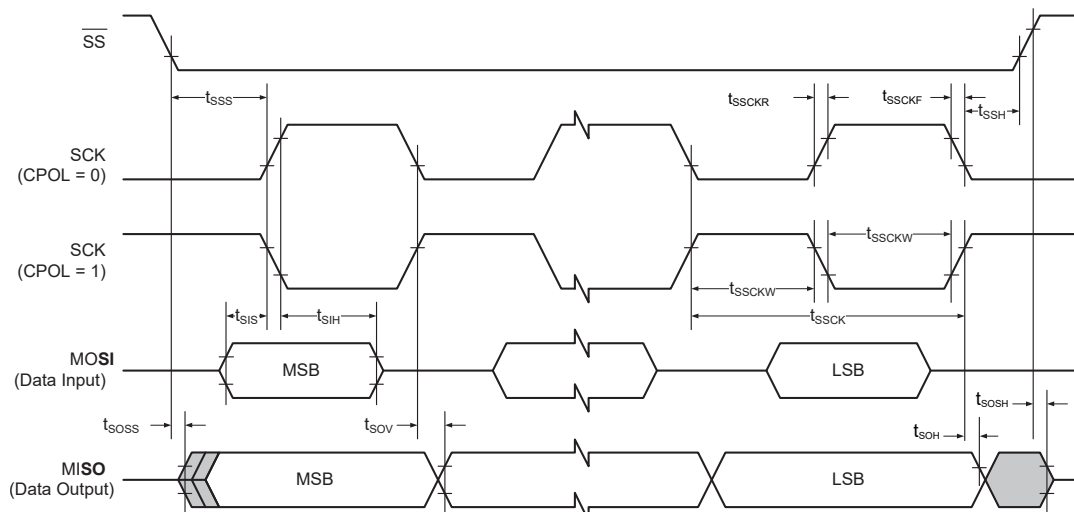 SS
tSSS
tSSCKR
tSSCKF
tSSH
SCK
(CPOL = 0)
SCK
(CPOL = 1)
tSSCKW
tSSCKW
tSSCK
tSIS
tSIH
MOSI
(Data Input)
MSB
LSB
tSOSS
tSOV
tSOH
tSOSH
MISO
(Data Output)
MSB
LSB